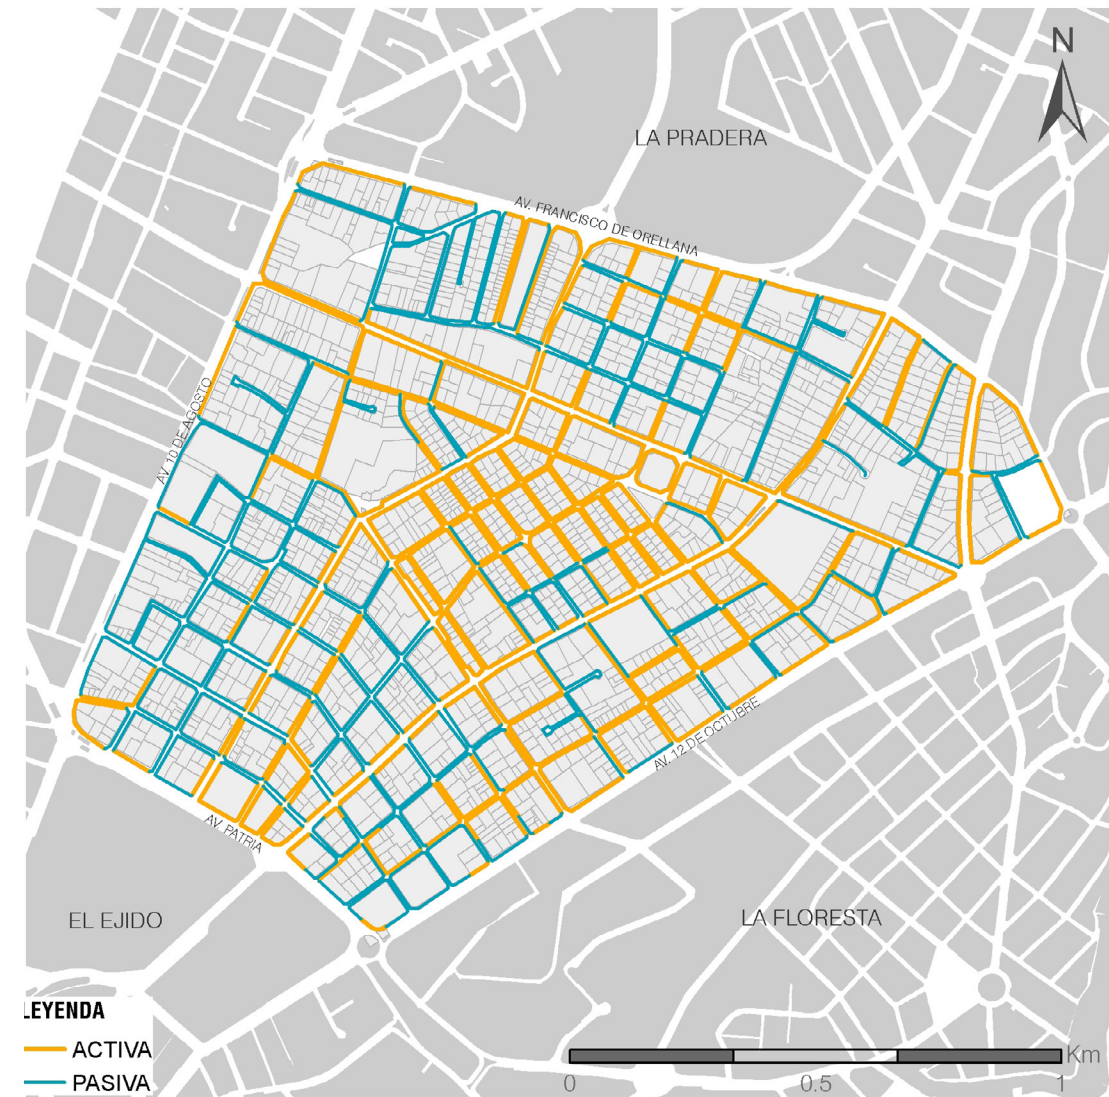 N
LA PRADERA
AV. FRANCISCO DE ORELLANA
AV. 10 DE AGOSTO
AV. 12 DE OCTUBRE
AV. PATRIA
EL EJIDO
LA FLORESTA
LEYENDA
ACTIVA
PASIVA
Km
0 0.5 1